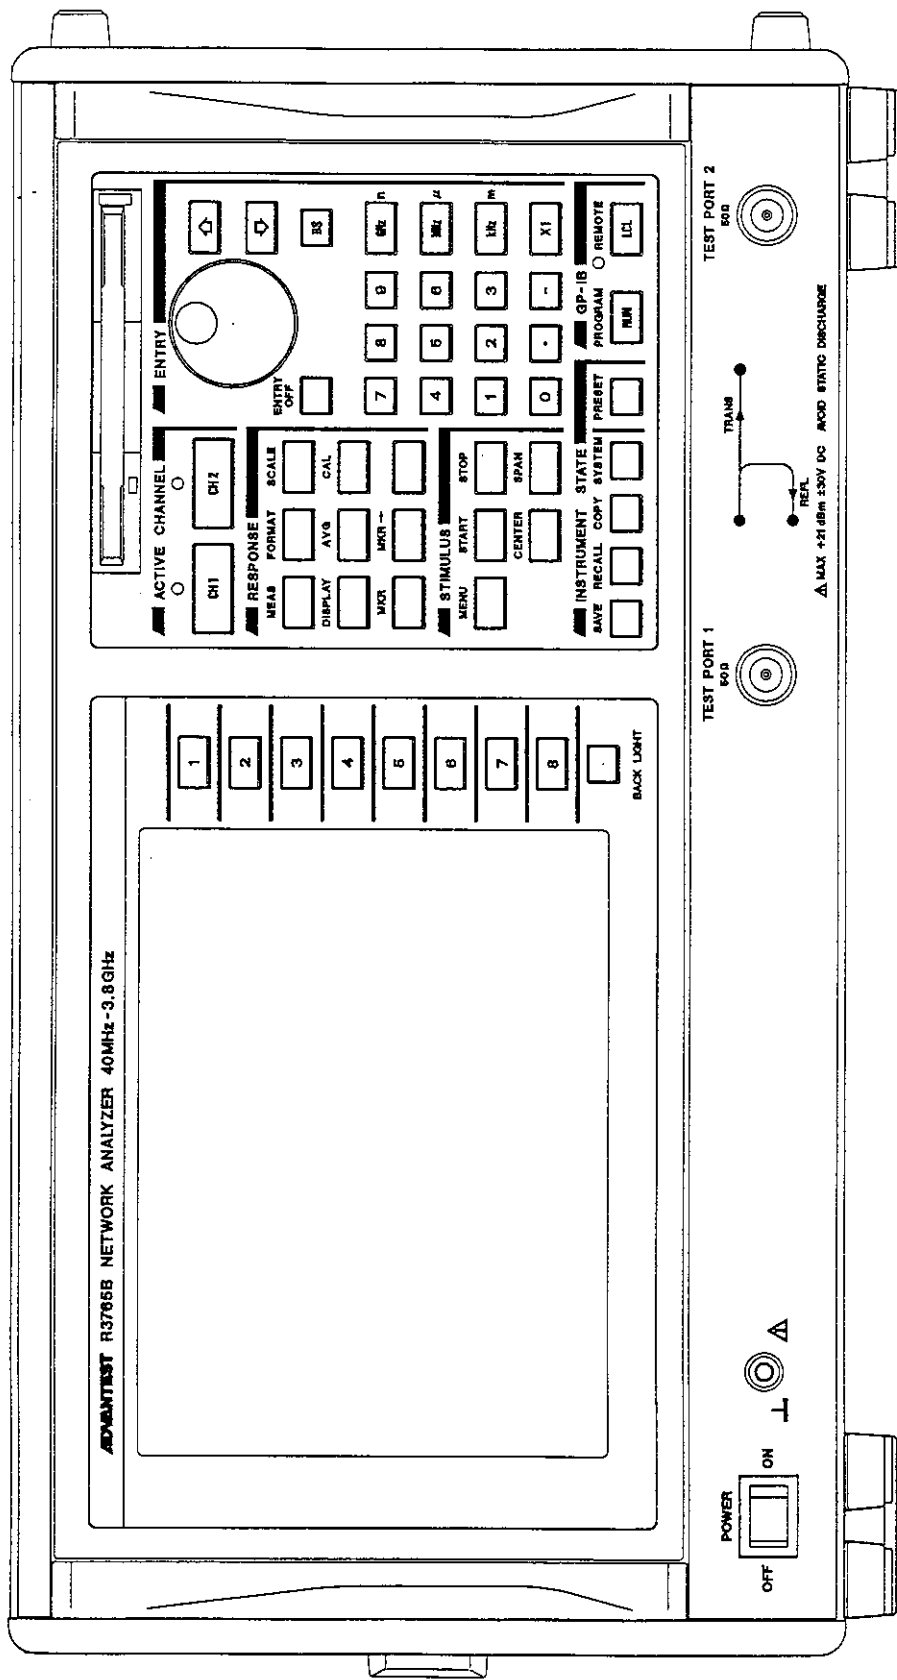 ADVANTEST R3765B NETWORK ANALYZER 40MHz-3.8GHz
1
2
3
4
5
6
7
8
BACK LIGHT
ACTIVE CHANNEL
CH1
CH2
RESPONSE
MEAS FORMAT SCALE
DISPLAY AVG CAL
MKR MKR→
STIMULUS
MENU START STOP
CENTER SPAN
INSTRUMENT STATE
SAVE RECALL COPY SYSTEM PRESET
ENTRY
ENTRY OFF
BS
7 8 9 GHz n
4 5 6 MHz μ
1 2 3 kHz m
0 . - X1
GP-IB
PROGRAM REMOTE
RUN LCL
POWER
OFF ON
TEST PORT 1
50Ω
TRANS
REFL
TEST PORT 2
50Ω
⚠ MAX +21dBm ±30V DC AVOID STATIC DISCHARGE